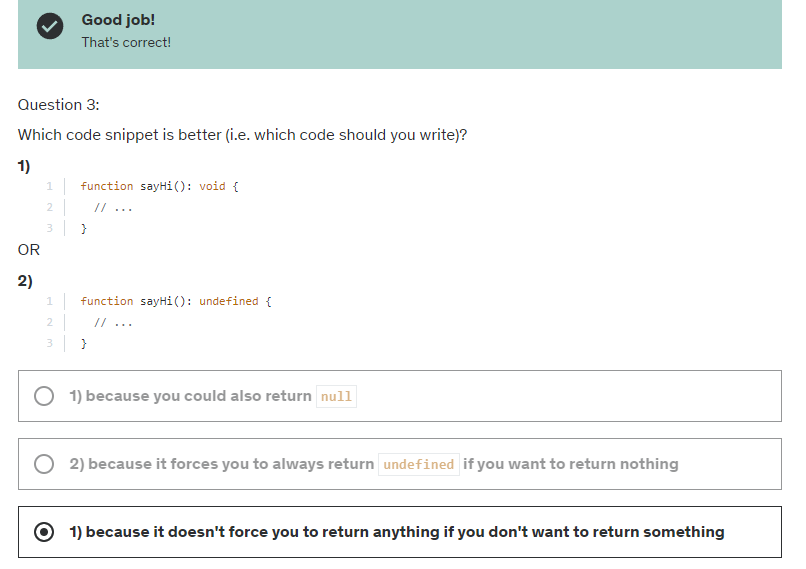 Good job!
That's correct!
Question 3:
Which code snippet is better (i.e. which code should you write)?
1)
1 function sayHi(): void {
2 // ...
3 }
OR
2)
1 function sayHi(): undefined {
2 // ...
3 }
1) because you could also return null
2) because it forces you to always return undefined if you want to return nothing
1) because it doesn't force you to return anything if you don't want to return something